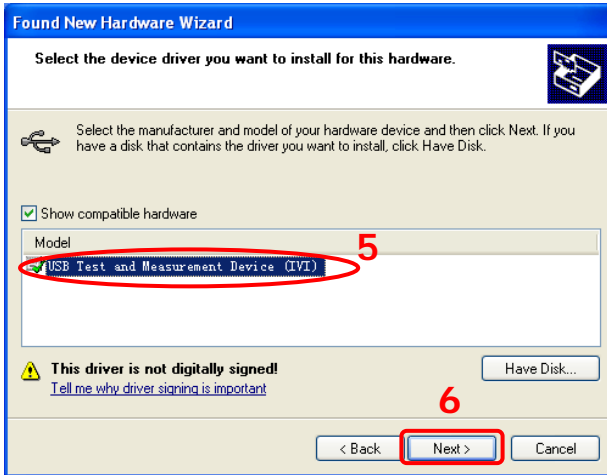 Found New Hardware Wizard
Select the device driver you want to install for this hardware.
Select the manufacturer and model of your hardware device and then click Next. If you
have a disk that contains the driver you want to install, click Have Disk.
Show compatible hardware
Model
5
USB Test and Measurement Device (IVI)
This driver is not digitally signed!
Have Disk...
Tell me why driver signing is important
6
< Back
Next >
Cancel